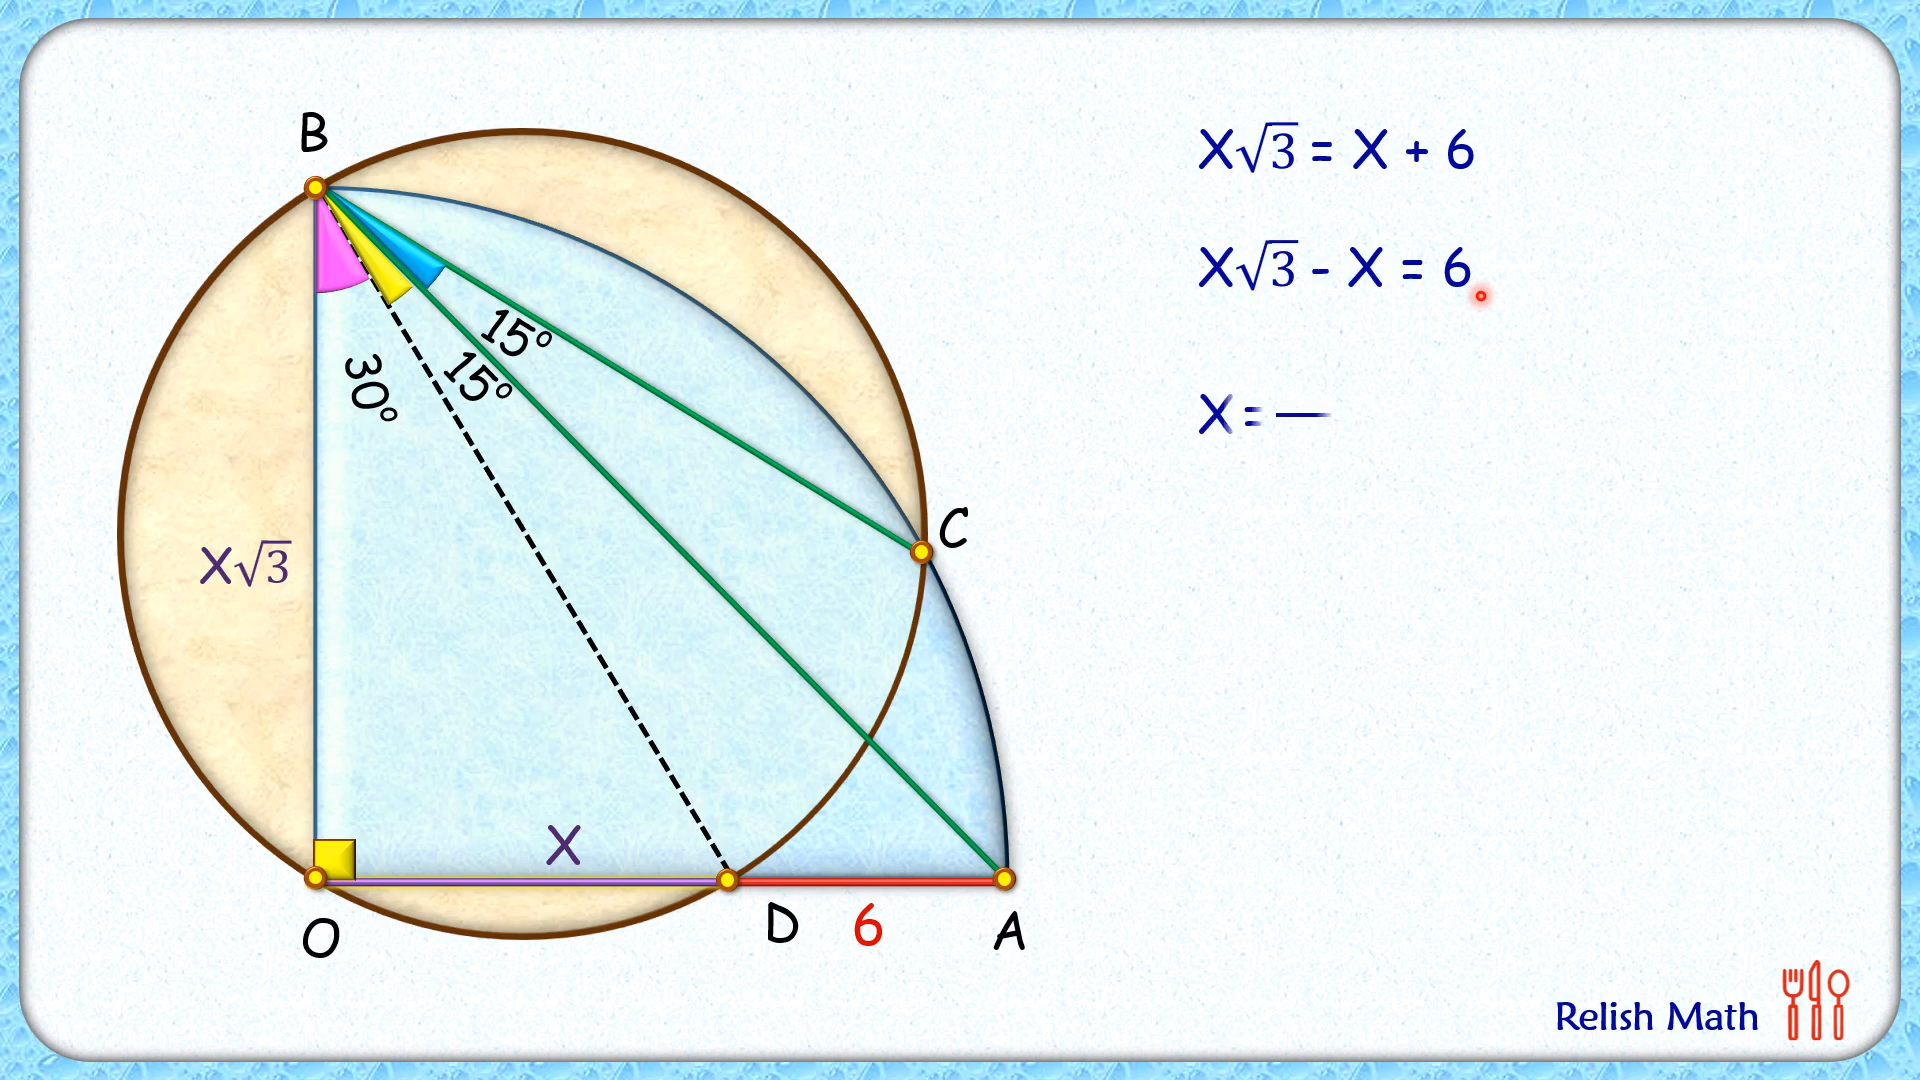 B
X√3 = X + 6
X√3 - X = 6
15°
15°
30°
X = —
C
X√3
X
O
D
6
A
Relish Math